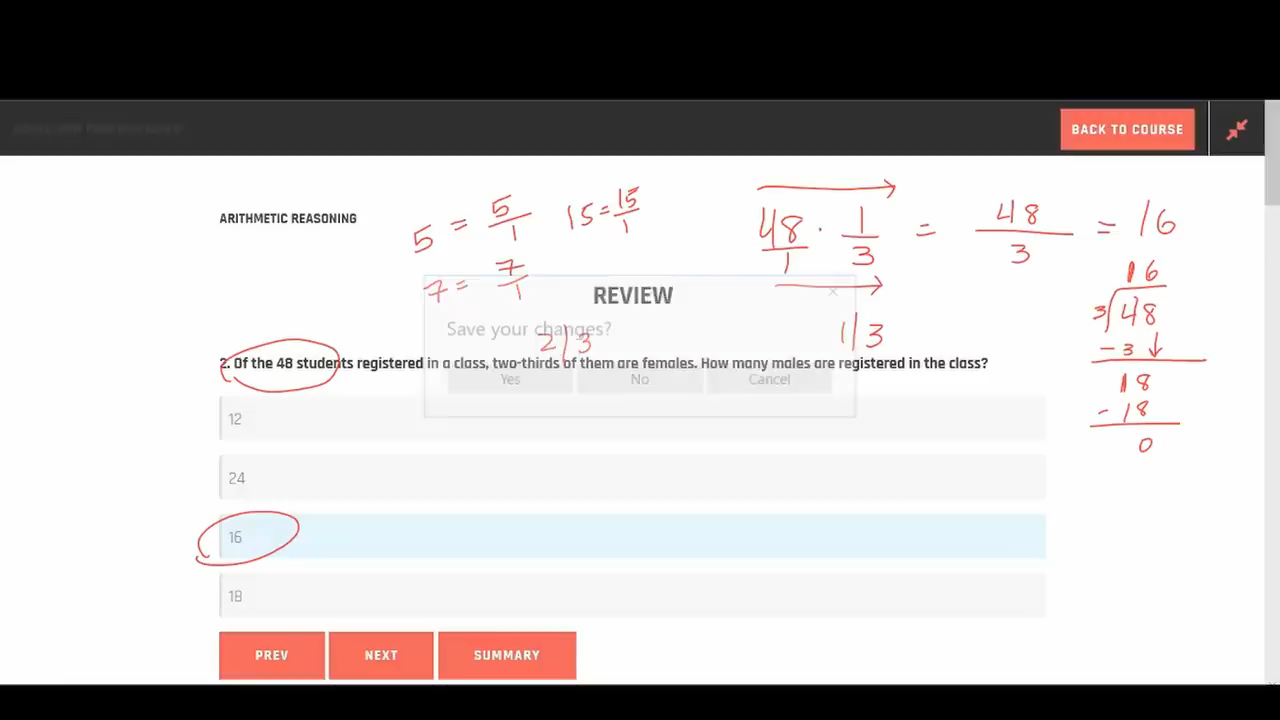 BACK TO COURSE
ARITHMETIC REASONING
5 = 5/1 15 = 15/1
7 = 7/1
48/1 · 1/3 = 48/3 = 16
16
3 48
- 3
18
- 18
0
REVIEW
Save your changes?
2/3 1/3
2. Of the 48 students registered in a class, two-thirds of them are females. How many males are registered in the class?
Yes No Cancel
12
24
16
18
PREV NEXT SUMMARY